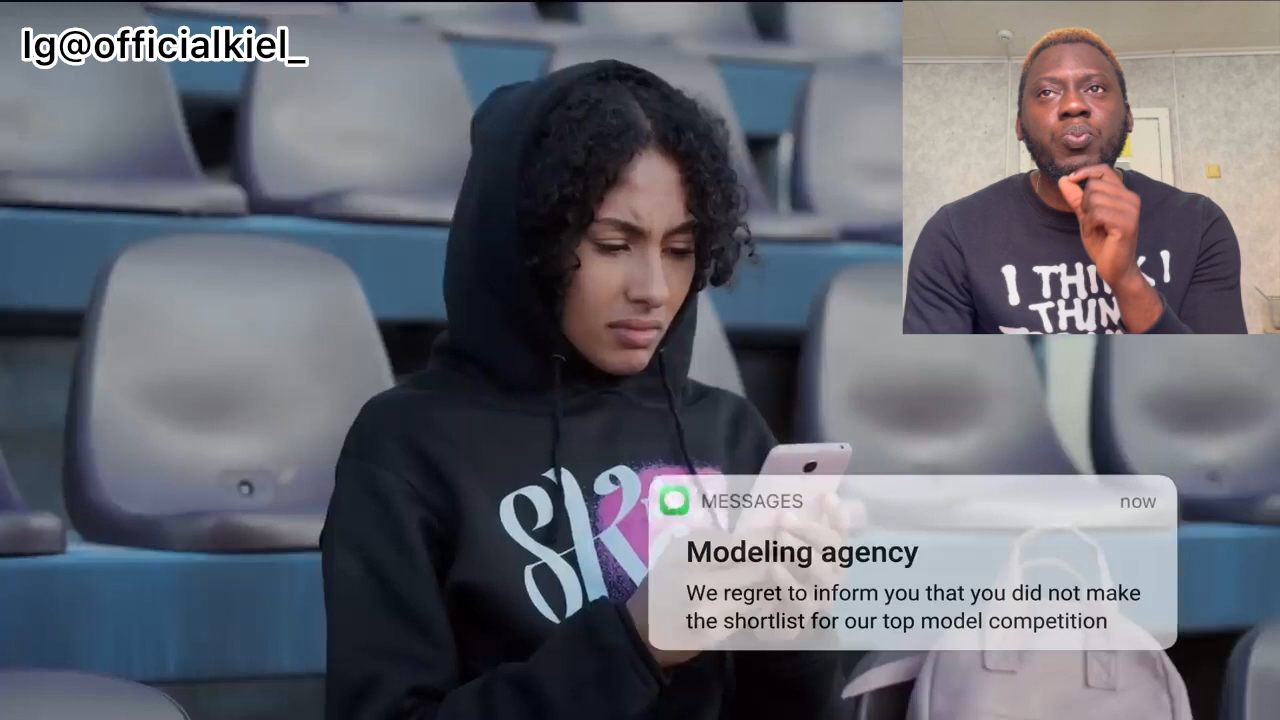 Ig@officialkiel_
I THINK I
THIN
MESSAGES now
Modeling agency
We regret to inform you that you did not make
the shortlist for our top model competition